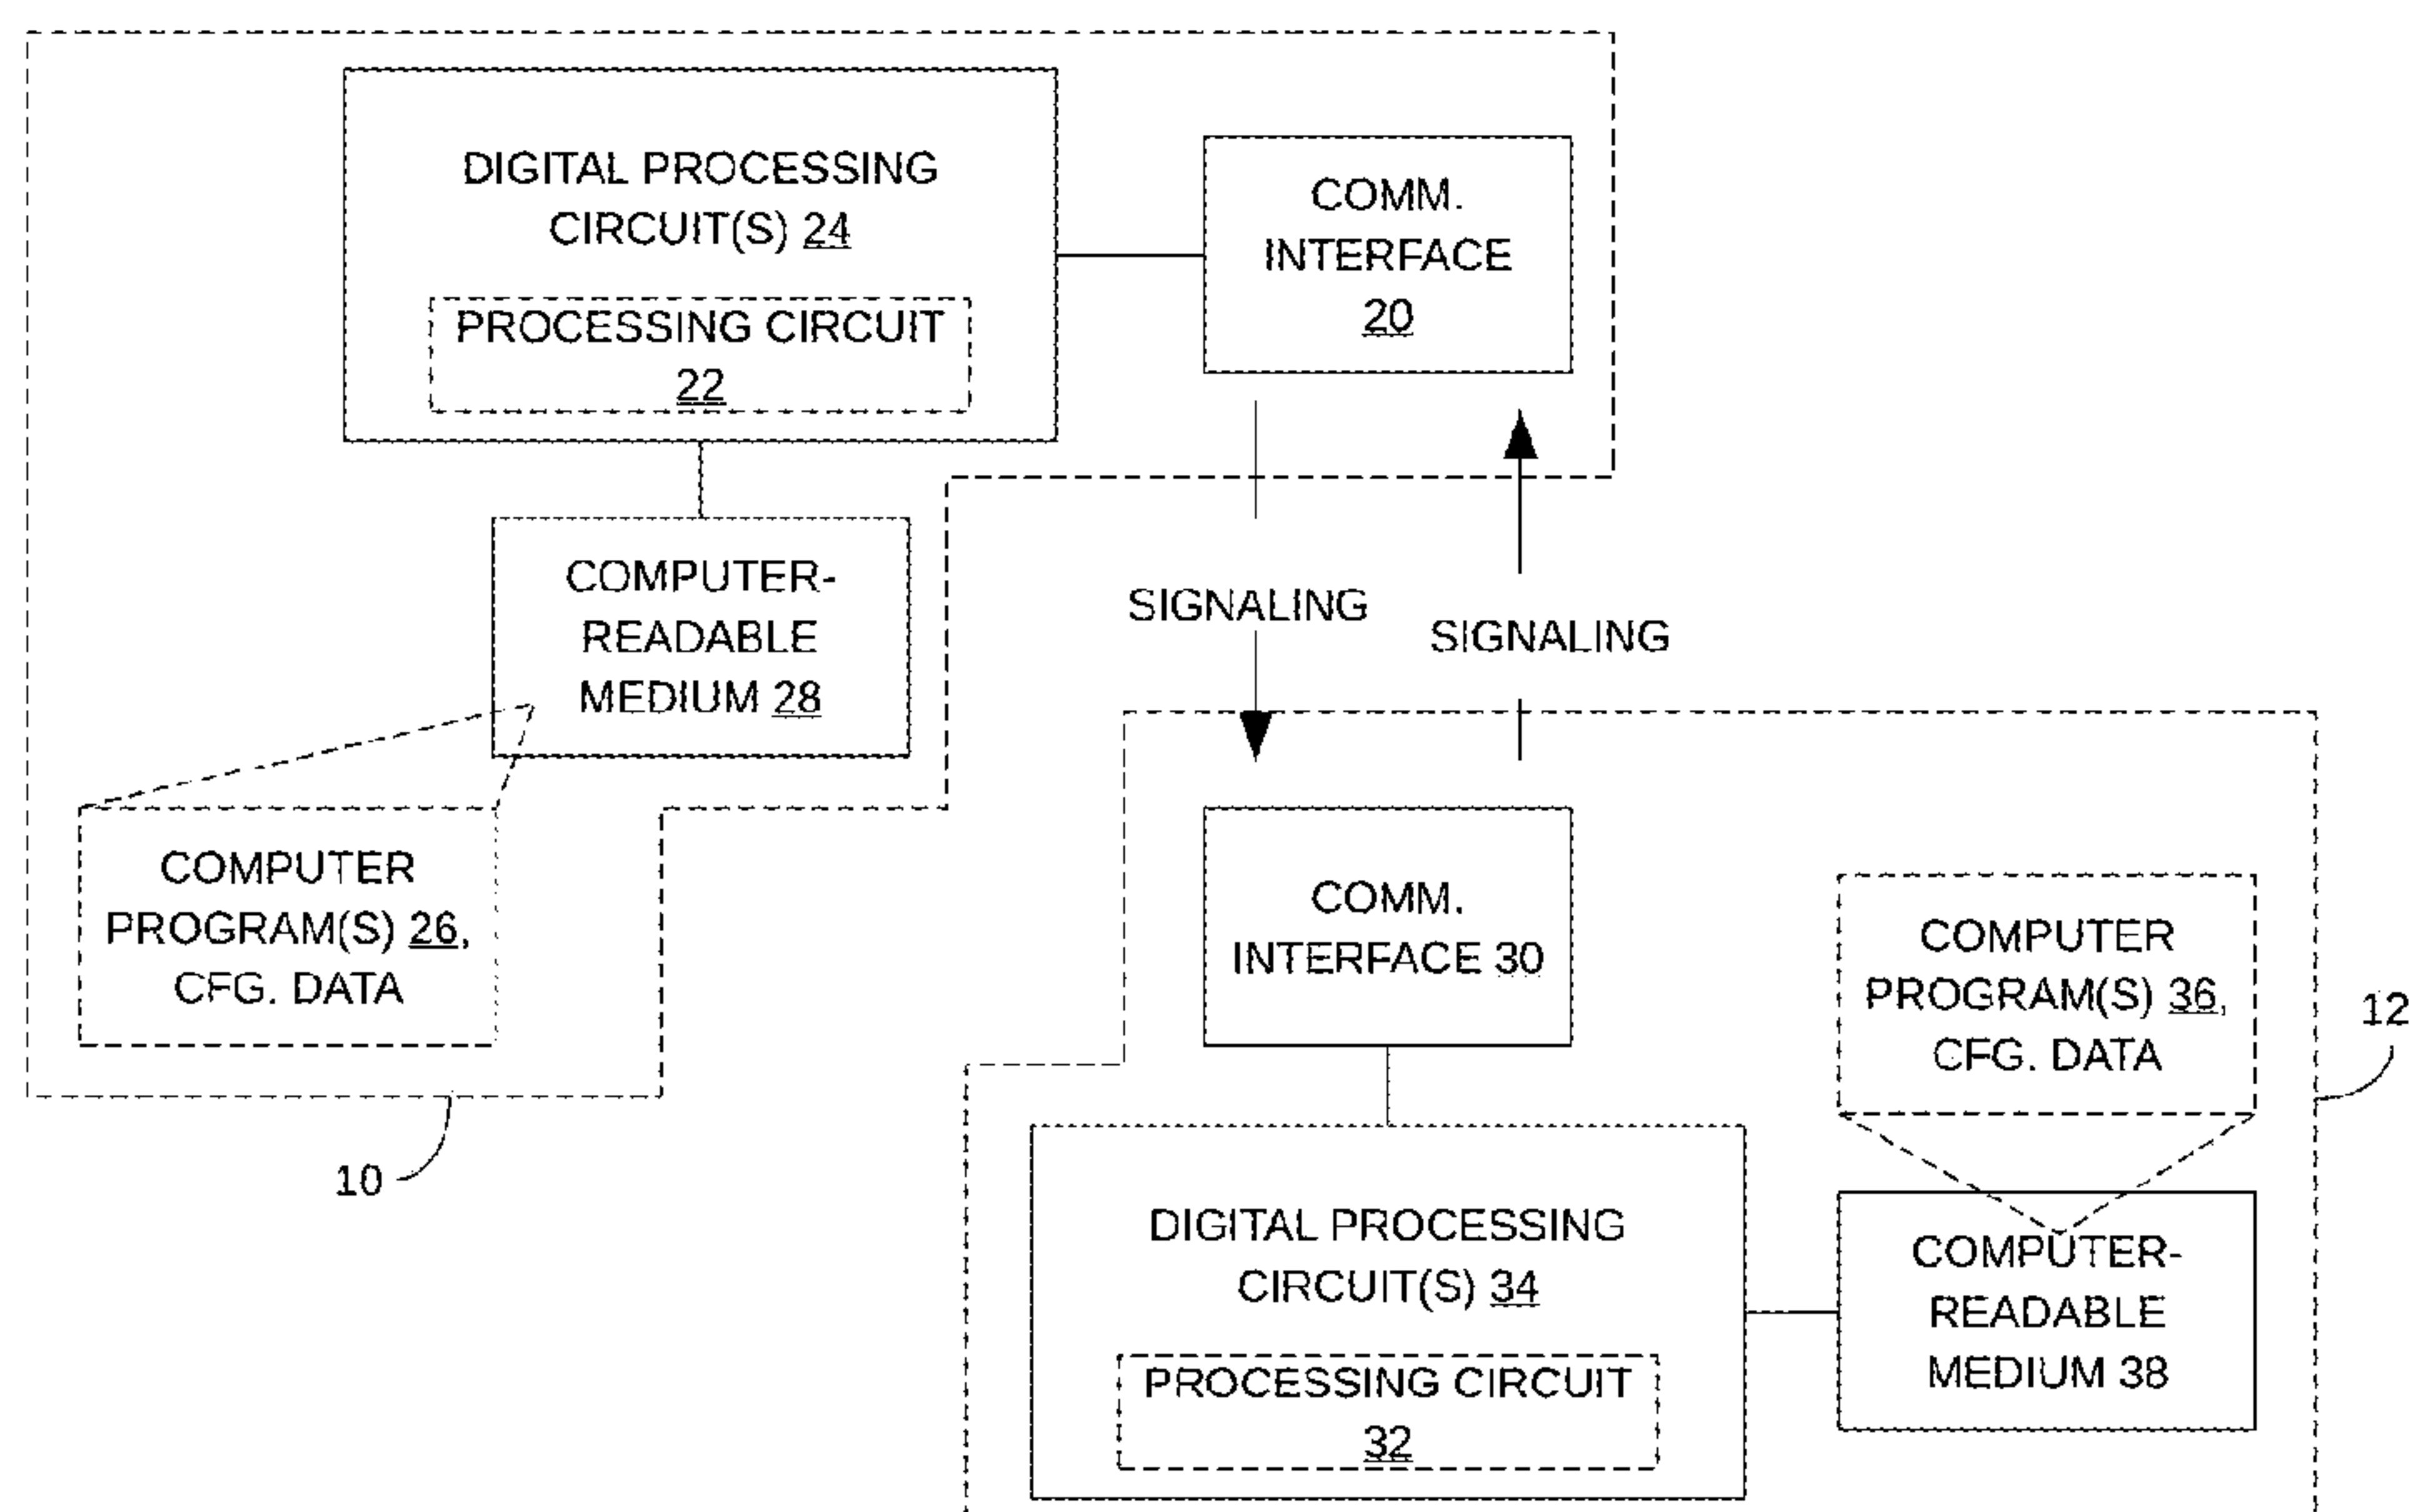 DIGITAL PROCESSING
CIRCUIT(S) 24
PROCESSING CIRCUIT
22
COMM.
INTERFACE
20
COMPUTER-
READABLE
MEDIUM 28
SIGNALING
SIGNALING
COMPUTER
PROGRAM(S) 26,
CFG. DATA
10
COMM.
INTERFACE 30
COMPUTER
PROGRAM(S) 36,
CFG. DATA
12
DIGITAL PROCESSING
CIRCUIT(S) 34
PROCESSING CIRCUIT
32
COMPUTER-
READABLE
MEDIUM 38